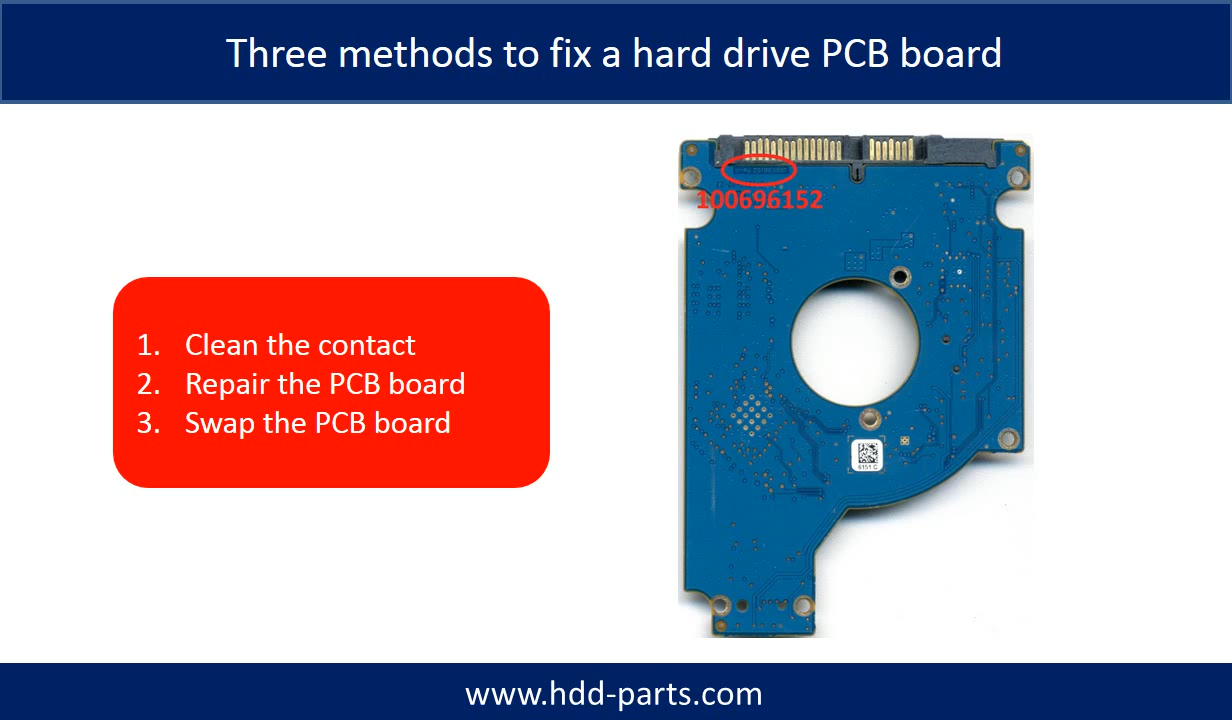 Three methods to fix a hard drive PCB board
100696152
1. Clean the contact
2. Repair the PCB board
3. Swap the PCB board
6151 C
www.hdd-parts.com